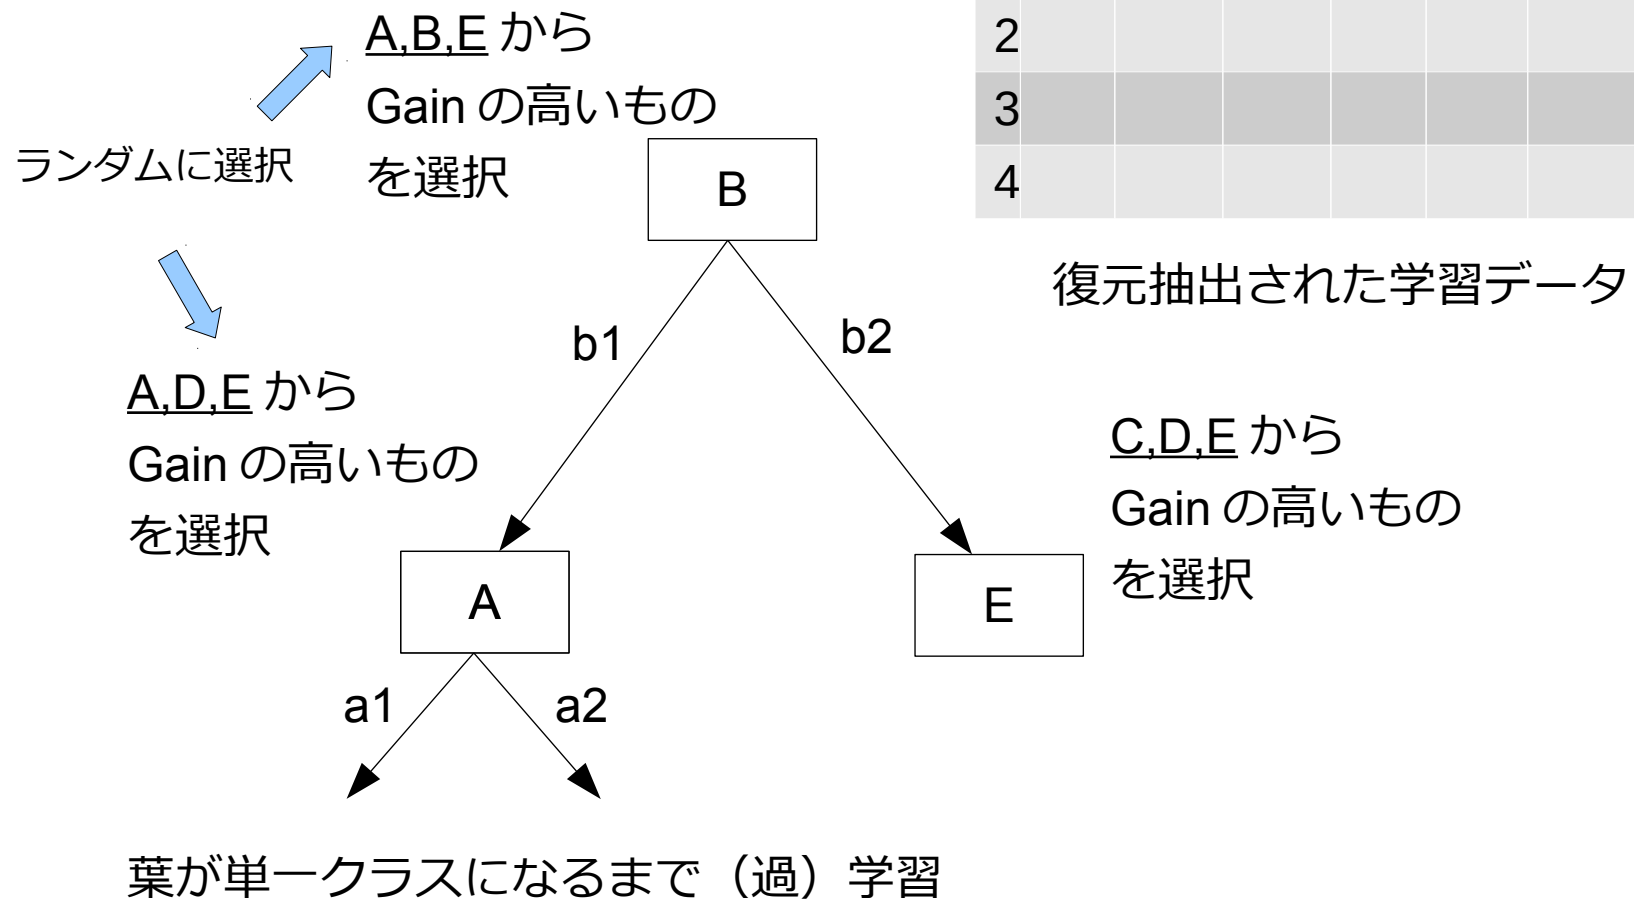 A,B,E から
Gain の高いもの
を選択
ランダムに選択
2
3
4
復元抽出された学習データ
B
b1
b2
A,D,E から
Gain の高いもの
を選択
C,D,E から
Gain の高いもの
を選択
A
E
a1
a2
葉が単一クラスになるまで（過）学習